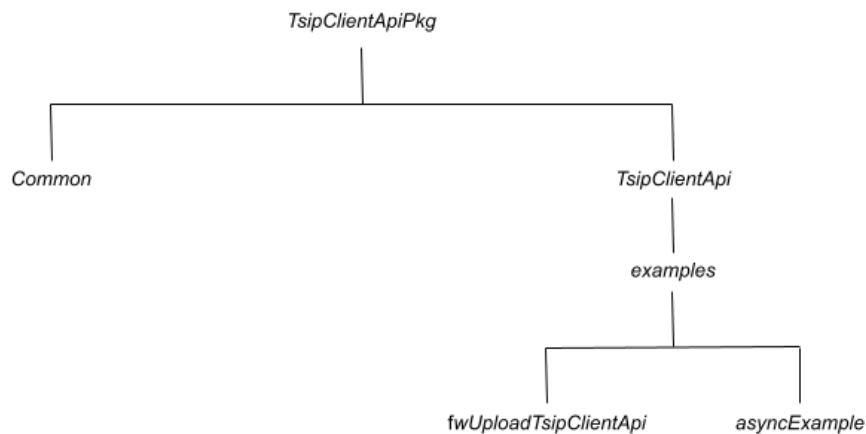 TsipClientApiPkg
Common
TsipClientApi
examples
fwUploadTsipClientApi
asyncExample